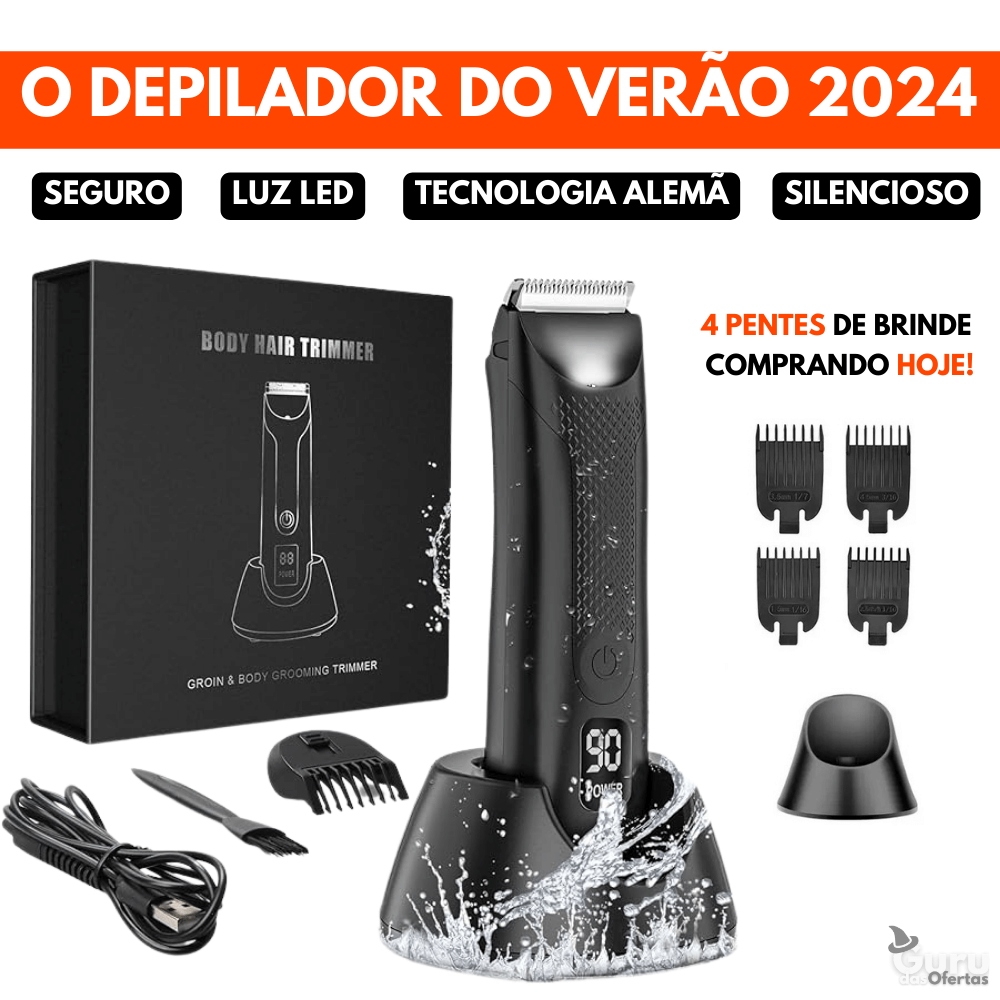 O DEPILADOR DO VERÃO 2024
SEGURO
LUZ LED
TECNOLOGIA ALEMÃ
SILENCIOSO
BODY HAIR TRIMMER
88
POWER
GROIN & BODY GROOMING TRIMMER
90
POWER
4 PENTES DE BRINDE
COMPRANDO HOJE!
Guru
dasOfertas